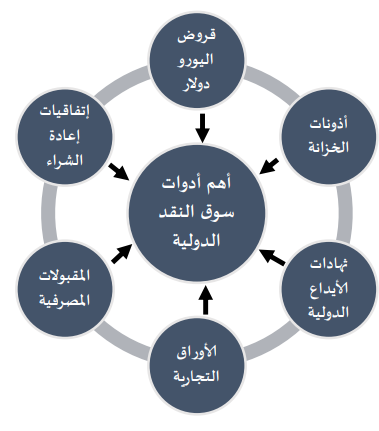 قروض
اليورو
دولار
أذونات
الخزانة
شهادات
الأيداع
الدولية
الأوراق
التجارية
المقبولات
المصرفية
إتفاقيات
إعادة
الشراء
أهم أدوات
سوق النقد
الدولية